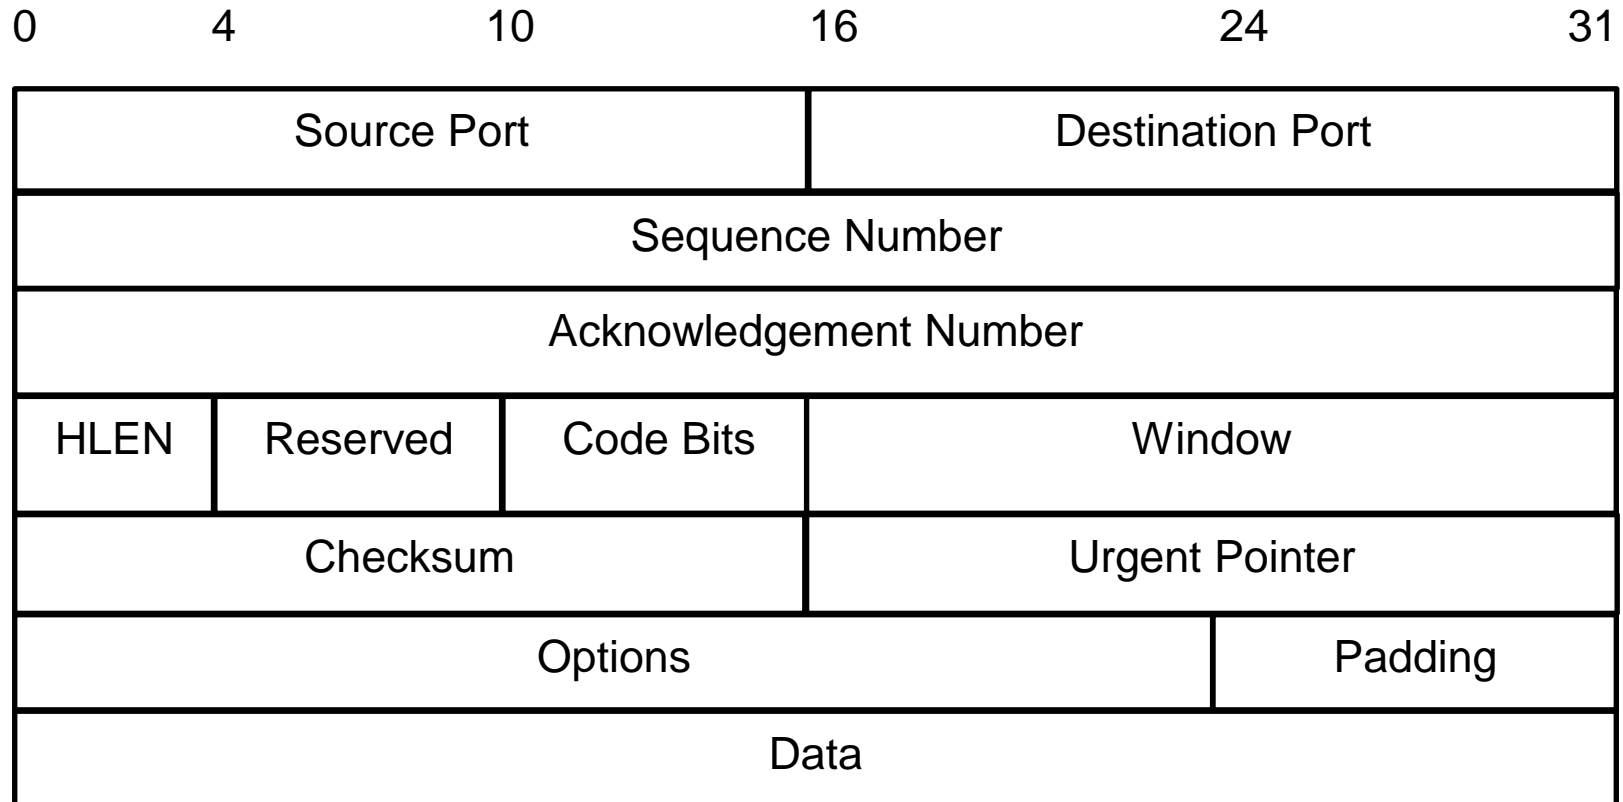 0 4 10 16 24 31
Source Port Destination Port
Sequence Number
Acknowledgement Number
HLEN Reserved Code Bits Window
Checksum Urgent Pointer
Options Padding
Data